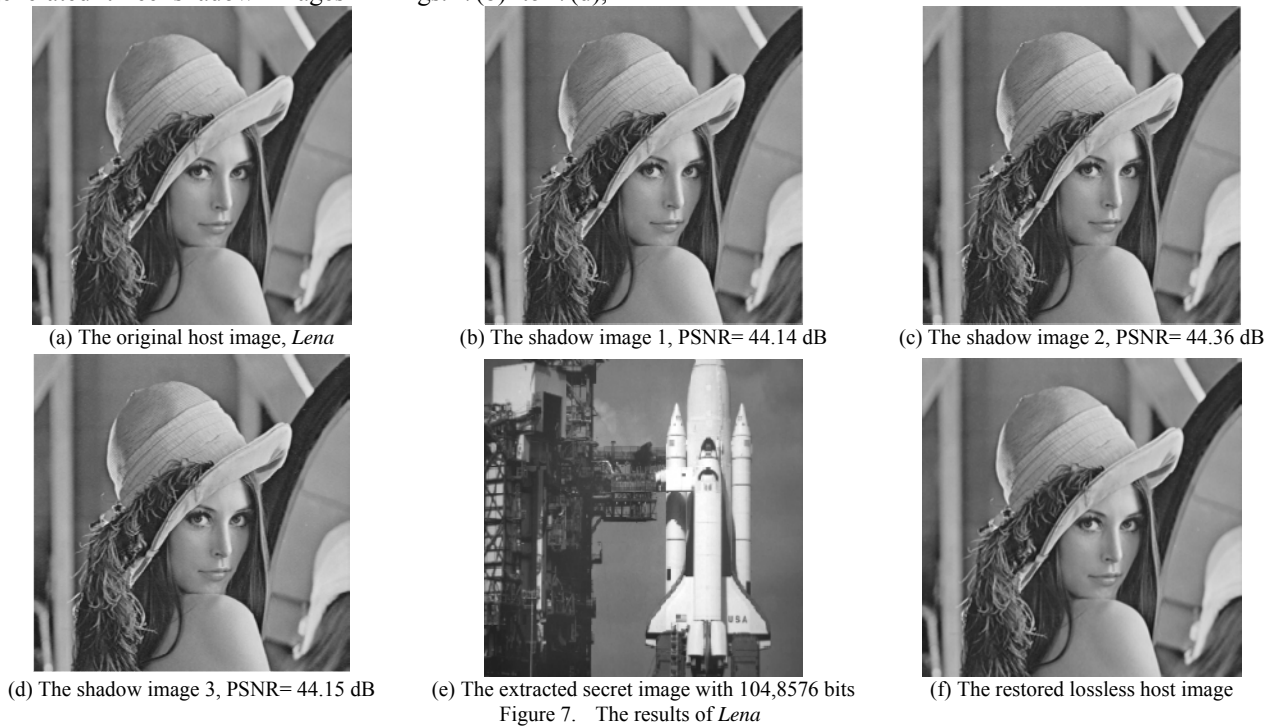 (a) The original host image, Lena
(b) The shadow image 1, PSNR= 44.14 dB
(c) The shadow image 2, PSNR= 44.36 dB
USA
(d) The shadow image 3, PSNR= 44.15 dB
(e) The extracted secret image with 104,8576 bits
(f) The restored lossless host image
Figure 7. The results of Lena